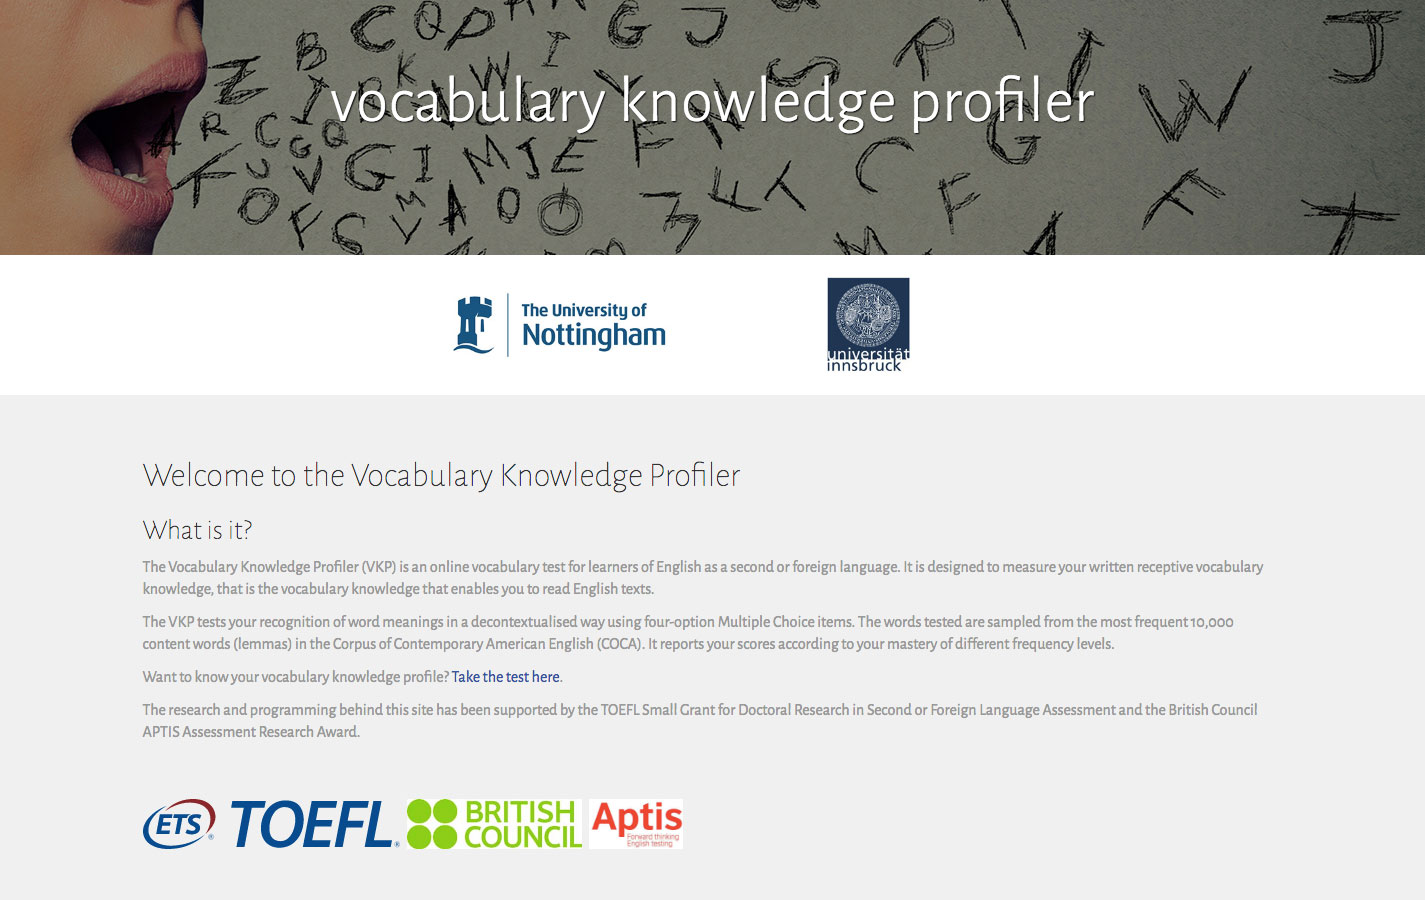 vocabulary knowledge profiler
The University of
Nottingham
universität
innsbruck
Welcome to the Vocabulary Knowledge Profiler
What is it?
The Vocabulary Knowledge Profiler (VKP) is an online vocabulary test for learners of English as a second or foreign language. It is designed to measure your written receptive vocabulary
knowledge, that is the vocabulary knowledge that enables you to read English texts.
The VKP tests your recognition of word meanings in a decontextualised way using four-option Multiple Choice items. The words tested are sampled from the most frequent 10,000
content words (lemmas) in the Corpus of Contemporary American English (COCA). It reports your scores according to your mastery of different frequency levels.
Want to know your vocabulary knowledge profile? Take the test here.
The research and programming behind this site has been supported by the TOEFL Small Grant for Doctoral Research in Second or Foreign Language Assessment and the British Council
APTIS Assessment Research Award.
ETS® TOEFL®
BRITISH
COUNCIL
Aptis
Forward thinking
English testing